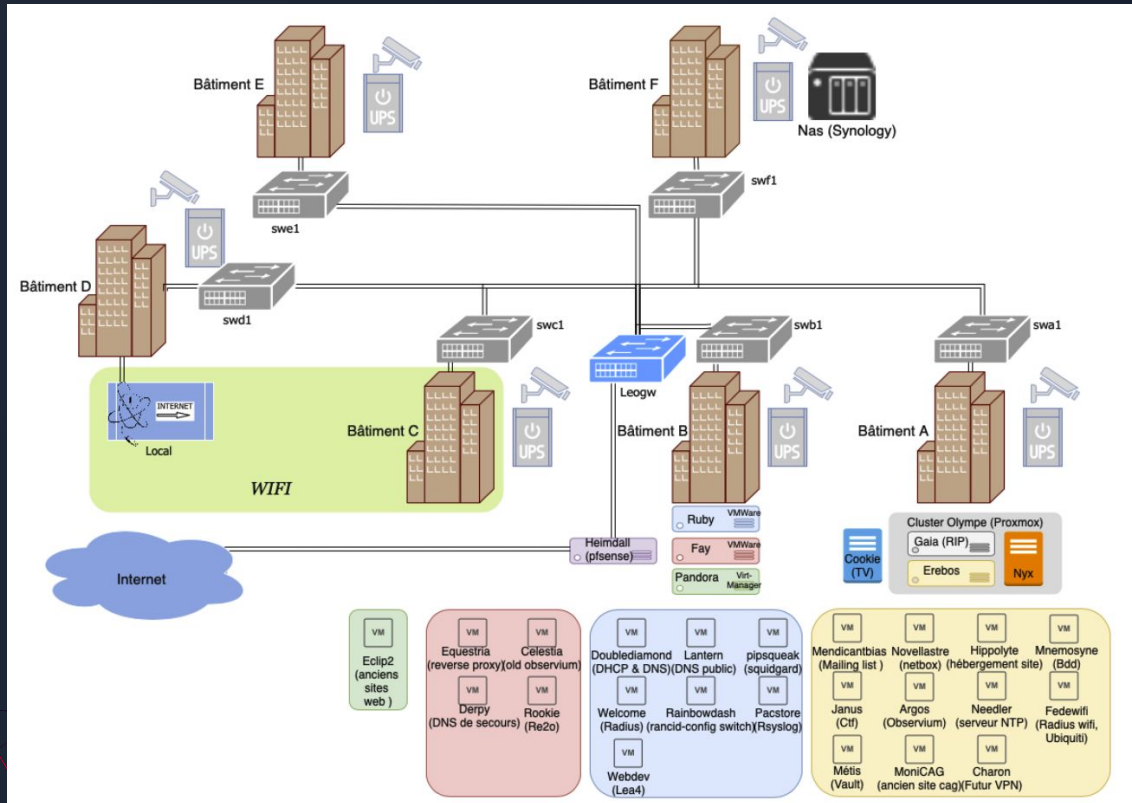 Bâtiment E
UPS
Bâtiment F
UPS
Nas (Synology)
swe1
swf1
UPS
Bâtiment D
swd1
swc1
swb1
swa1
Leogw
INTERNET
Local
Bâtiment C
UPS
Bâtiment B
UPS
Bâtiment A
UPS
WIFI
Internet
Heimdall
(pfsense)
Ruby
VMWare
Fay
VMWare
Pandora
Virt-
Manager
Cookie
(TV)
Cluster Olympe (Proxmox)
Gaia (RIP)
Erebos
Nyx
VM
Eclip2
(anciens
sites
web )
VM
Equestria
(reverse proxy)
VM
Celestia
(old observium)
VM
Derpy
(DNS de secours)
VM
Rookie
(Re2o)
VM
Doublediamond
(DHCP & DNS)
VM
Lantern
(DNS public)
VM
pipsqueak
(squidgard)
VM
Welcome
(Radius)
VM
Rainbowdash
(rancid-config switch)
VM
Pacstore
(Rsyslog)
VM
Webdev
(Lea4)
VM
Mendicantbias
(Mailing list )
VM
Novellastre
(netbox)
VM
Hippolyte
(hébergement site)
VM
Mnemosyne
(Bdd)
VM
Janus
(Ctf)
VM
Argos
(Observium)
VM
Needler
(serveur NTP)
VM
Fedewifi
(Radius wifi,
Ubiquiti)
VM
Métis
(Vault)
VM
MoniCAG
(ancien site cag)
VM
Charon
(Futur VPN)